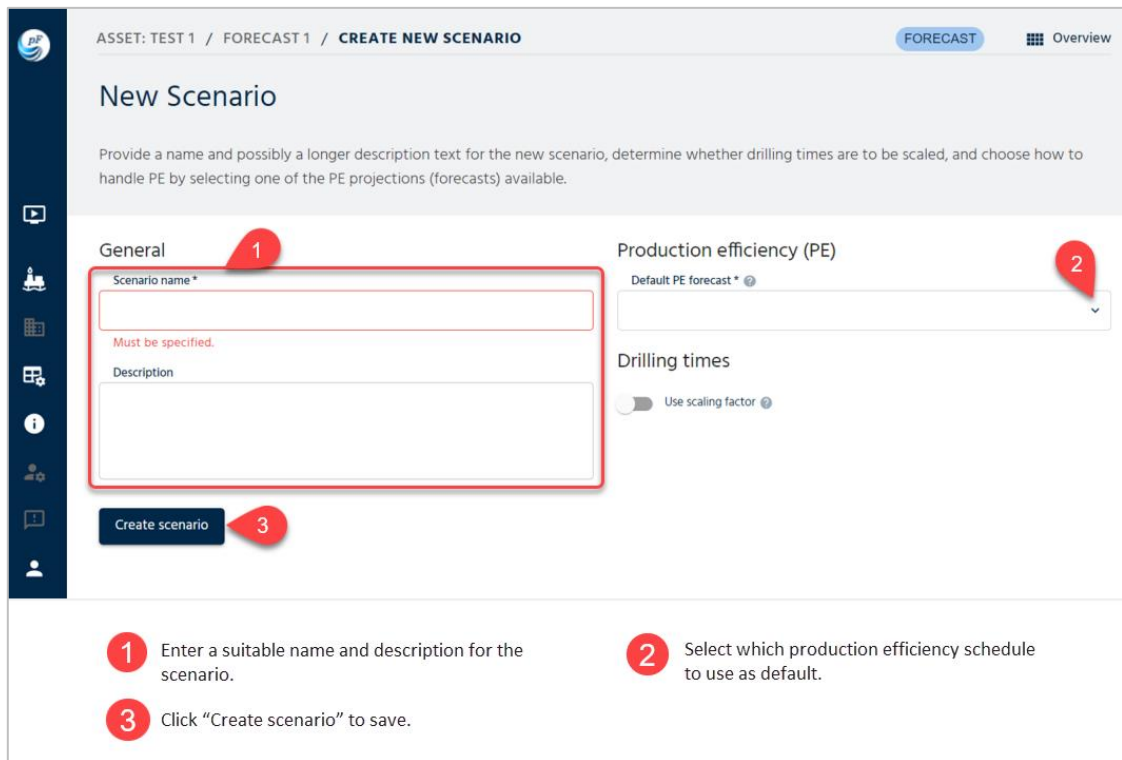 pF
ASSET: TEST 1 / FORECAST 1 / CREATE NEW SCENARIO
FORECAST
Overview
New Scenario
Provide a name and possibly a longer description text for the new scenario, determine whether drilling times are to be scaled, and choose how to
handle PE by selecting one of the PE projections (forecasts) available.
General
1
Scenario name *
Must be specified.
Description
Production efficiency (PE)
2
Default PE forecast * ?
Drilling times
Use scaling factor ?
Create scenario
3
1
Enter a suitable name and description for the
scenario.
2
Select which production efficiency schedule
to use as default.
3
Click “Create scenario” to save.